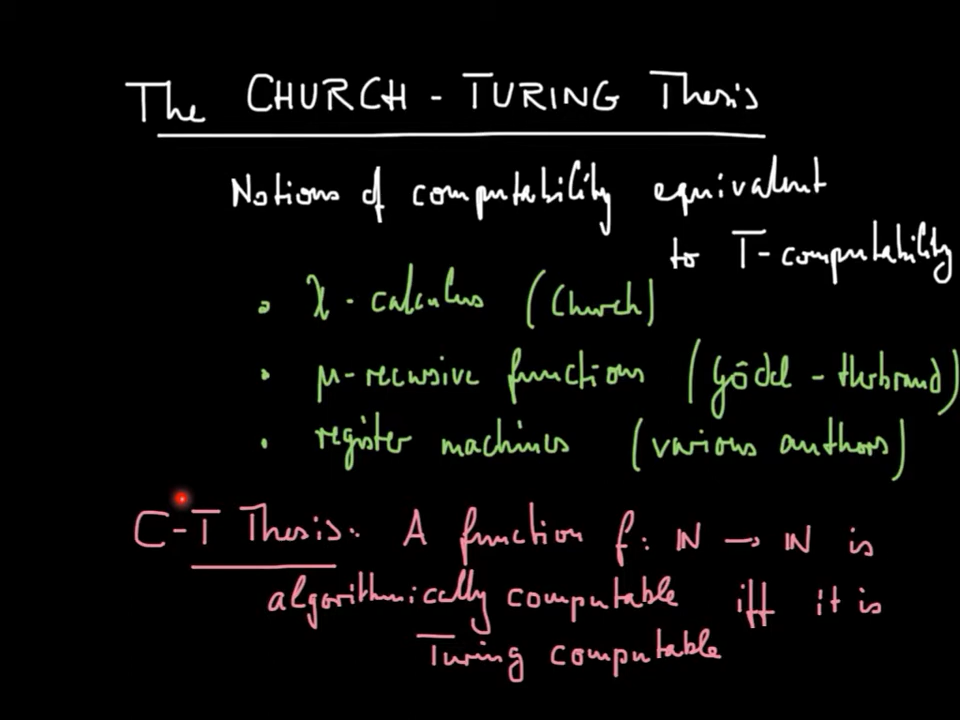 The CHURCH - TURING Thesis
Notions of computability equivalent
to T-computability
• λ - calculus (Church)
• μ-recursive functions (Gödel - Herbrand)
• register machines (various authors)
C-T Thesis: A function f: ℕ → ℕ is
algorithmically computable iff it is
Turing computable